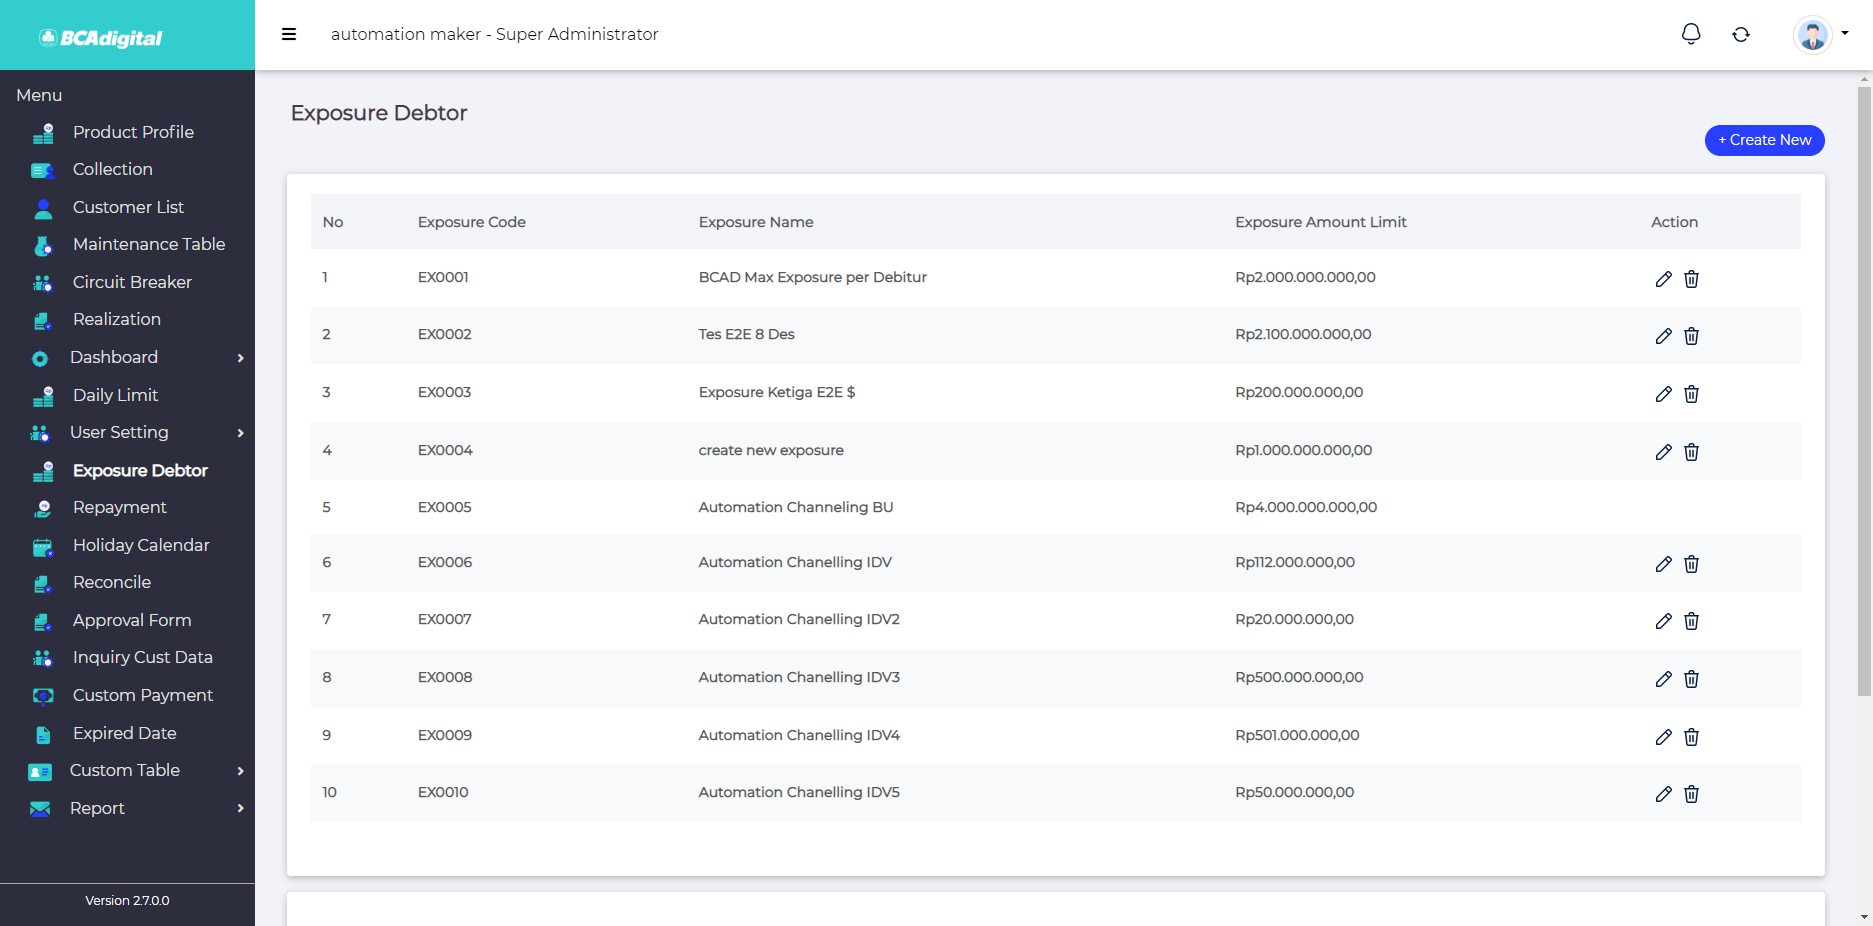 BCAdigital
automation maker - Super Administrator
Menu
Product Profile
Collection
Customer List
Maintenance Table
Circuit Breaker
Realization
Dashboard
Daily Limit
User Setting
Exposure Debtor
Repayment
Holiday Calendar
Reconcile
Approval Form
Inquiry Cust Data
Custom Payment
Expired Date
Custom Table
Report
Version 2.7.0.0
Exposure Debtor
+ Create New
No Exposure Code Exposure Name Exposure Amount Limit Action
1 EX0001 BCAD Max Exposure per Debitur Rp2.000.000.000,00
2 EX0002 Tes E2E 8 Des Rp2.100.000.000,00
3 EX0003 Exposure Ketiga E2E $ Rp200.000.000,00
4 EX0004 create new exposure Rp1.000.000.000,00
5 EX0005 Automation Channeling BU Rp4.000.000.000,00
6 EX0006 Automation Chanelling IDV Rp112.000.000,00
7 EX0007 Automation Chanelling IDV2 Rp20.000.000,00
8 EX0008 Automation Chanelling IDV3 Rp500.000.000,00
9 EX0009 Automation Chanelling IDV4 Rp501.000.000,00
10 EX0010 Automation Chanelling IDV5 Rp50.000.000,00